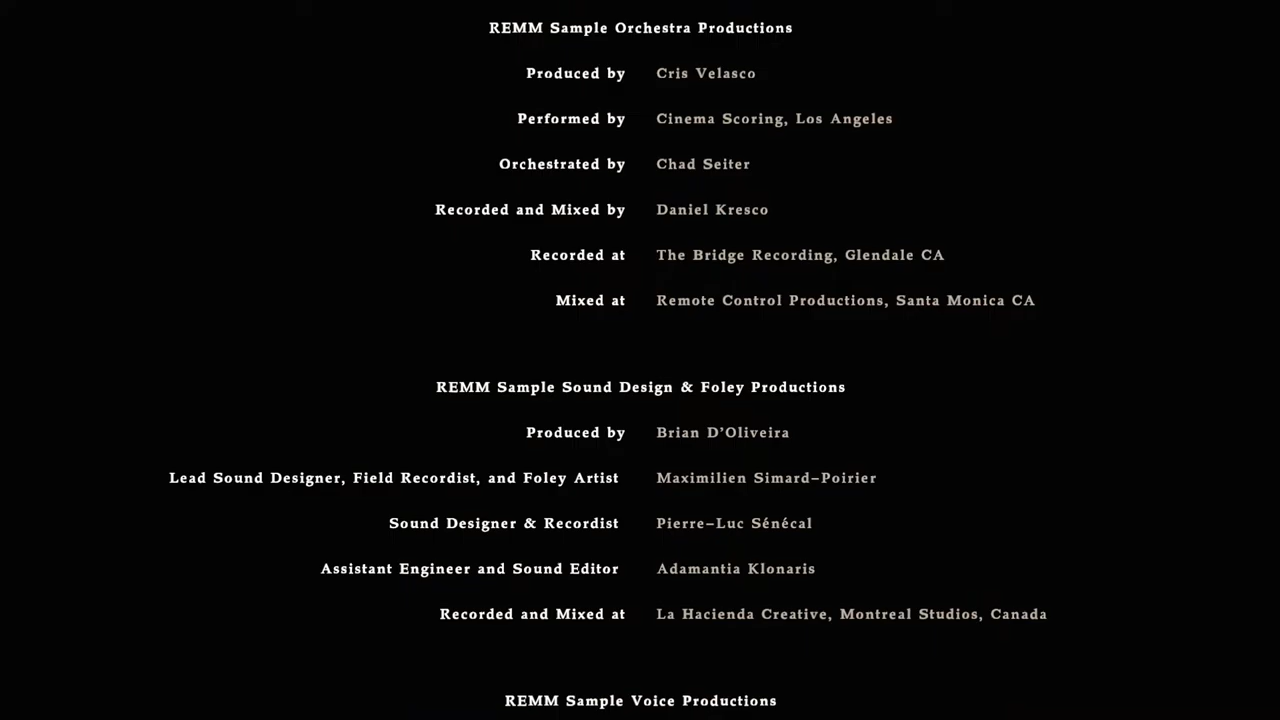 REMM Sample Orchestra Productions
Produced by Cris Velasco
Performed by Cinema Scoring, Los Angeles
Orchestrated by Chad Seiter
Recorded and Mixed by Daniel Kresco
Recorded at The Bridge Recording, Glendale CA
Mixed at Remote Control Productions, Santa Monica CA
REMM Sample Sound Design & Foley Productions
Produced by Brian D’Oliveira
Lead Sound Designer, Field Recordist, and Foley Artist Maximilien Simard–Poirier
Sound Designer & Recordist Pierre–Luc Sénécal
Assistant Engineer and Sound Editor Adamantia Klonaris
Recorded and Mixed at La Hacienda Creative, Montreal Studios, Canada
REMM Sample Voice Productions